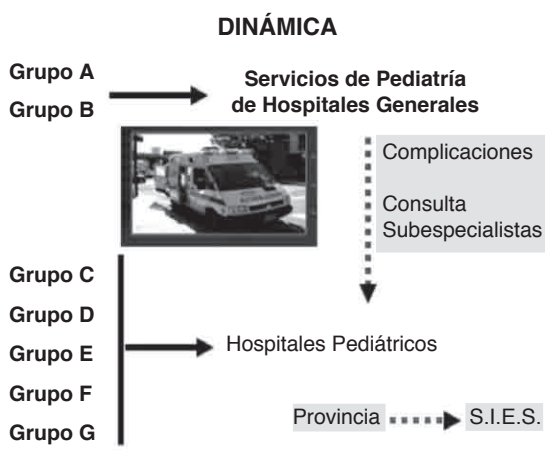 DINÁMICA
Grupo A
Grupo B
Servicios de Pediatría
de Hospitales Generales
Complicaciones
Consulta
Subespecialistas
Grupo C
Grupo D
Grupo E
Grupo F
Grupo G
Hospitales Pediátricos
Provincia
S.I.E.S.